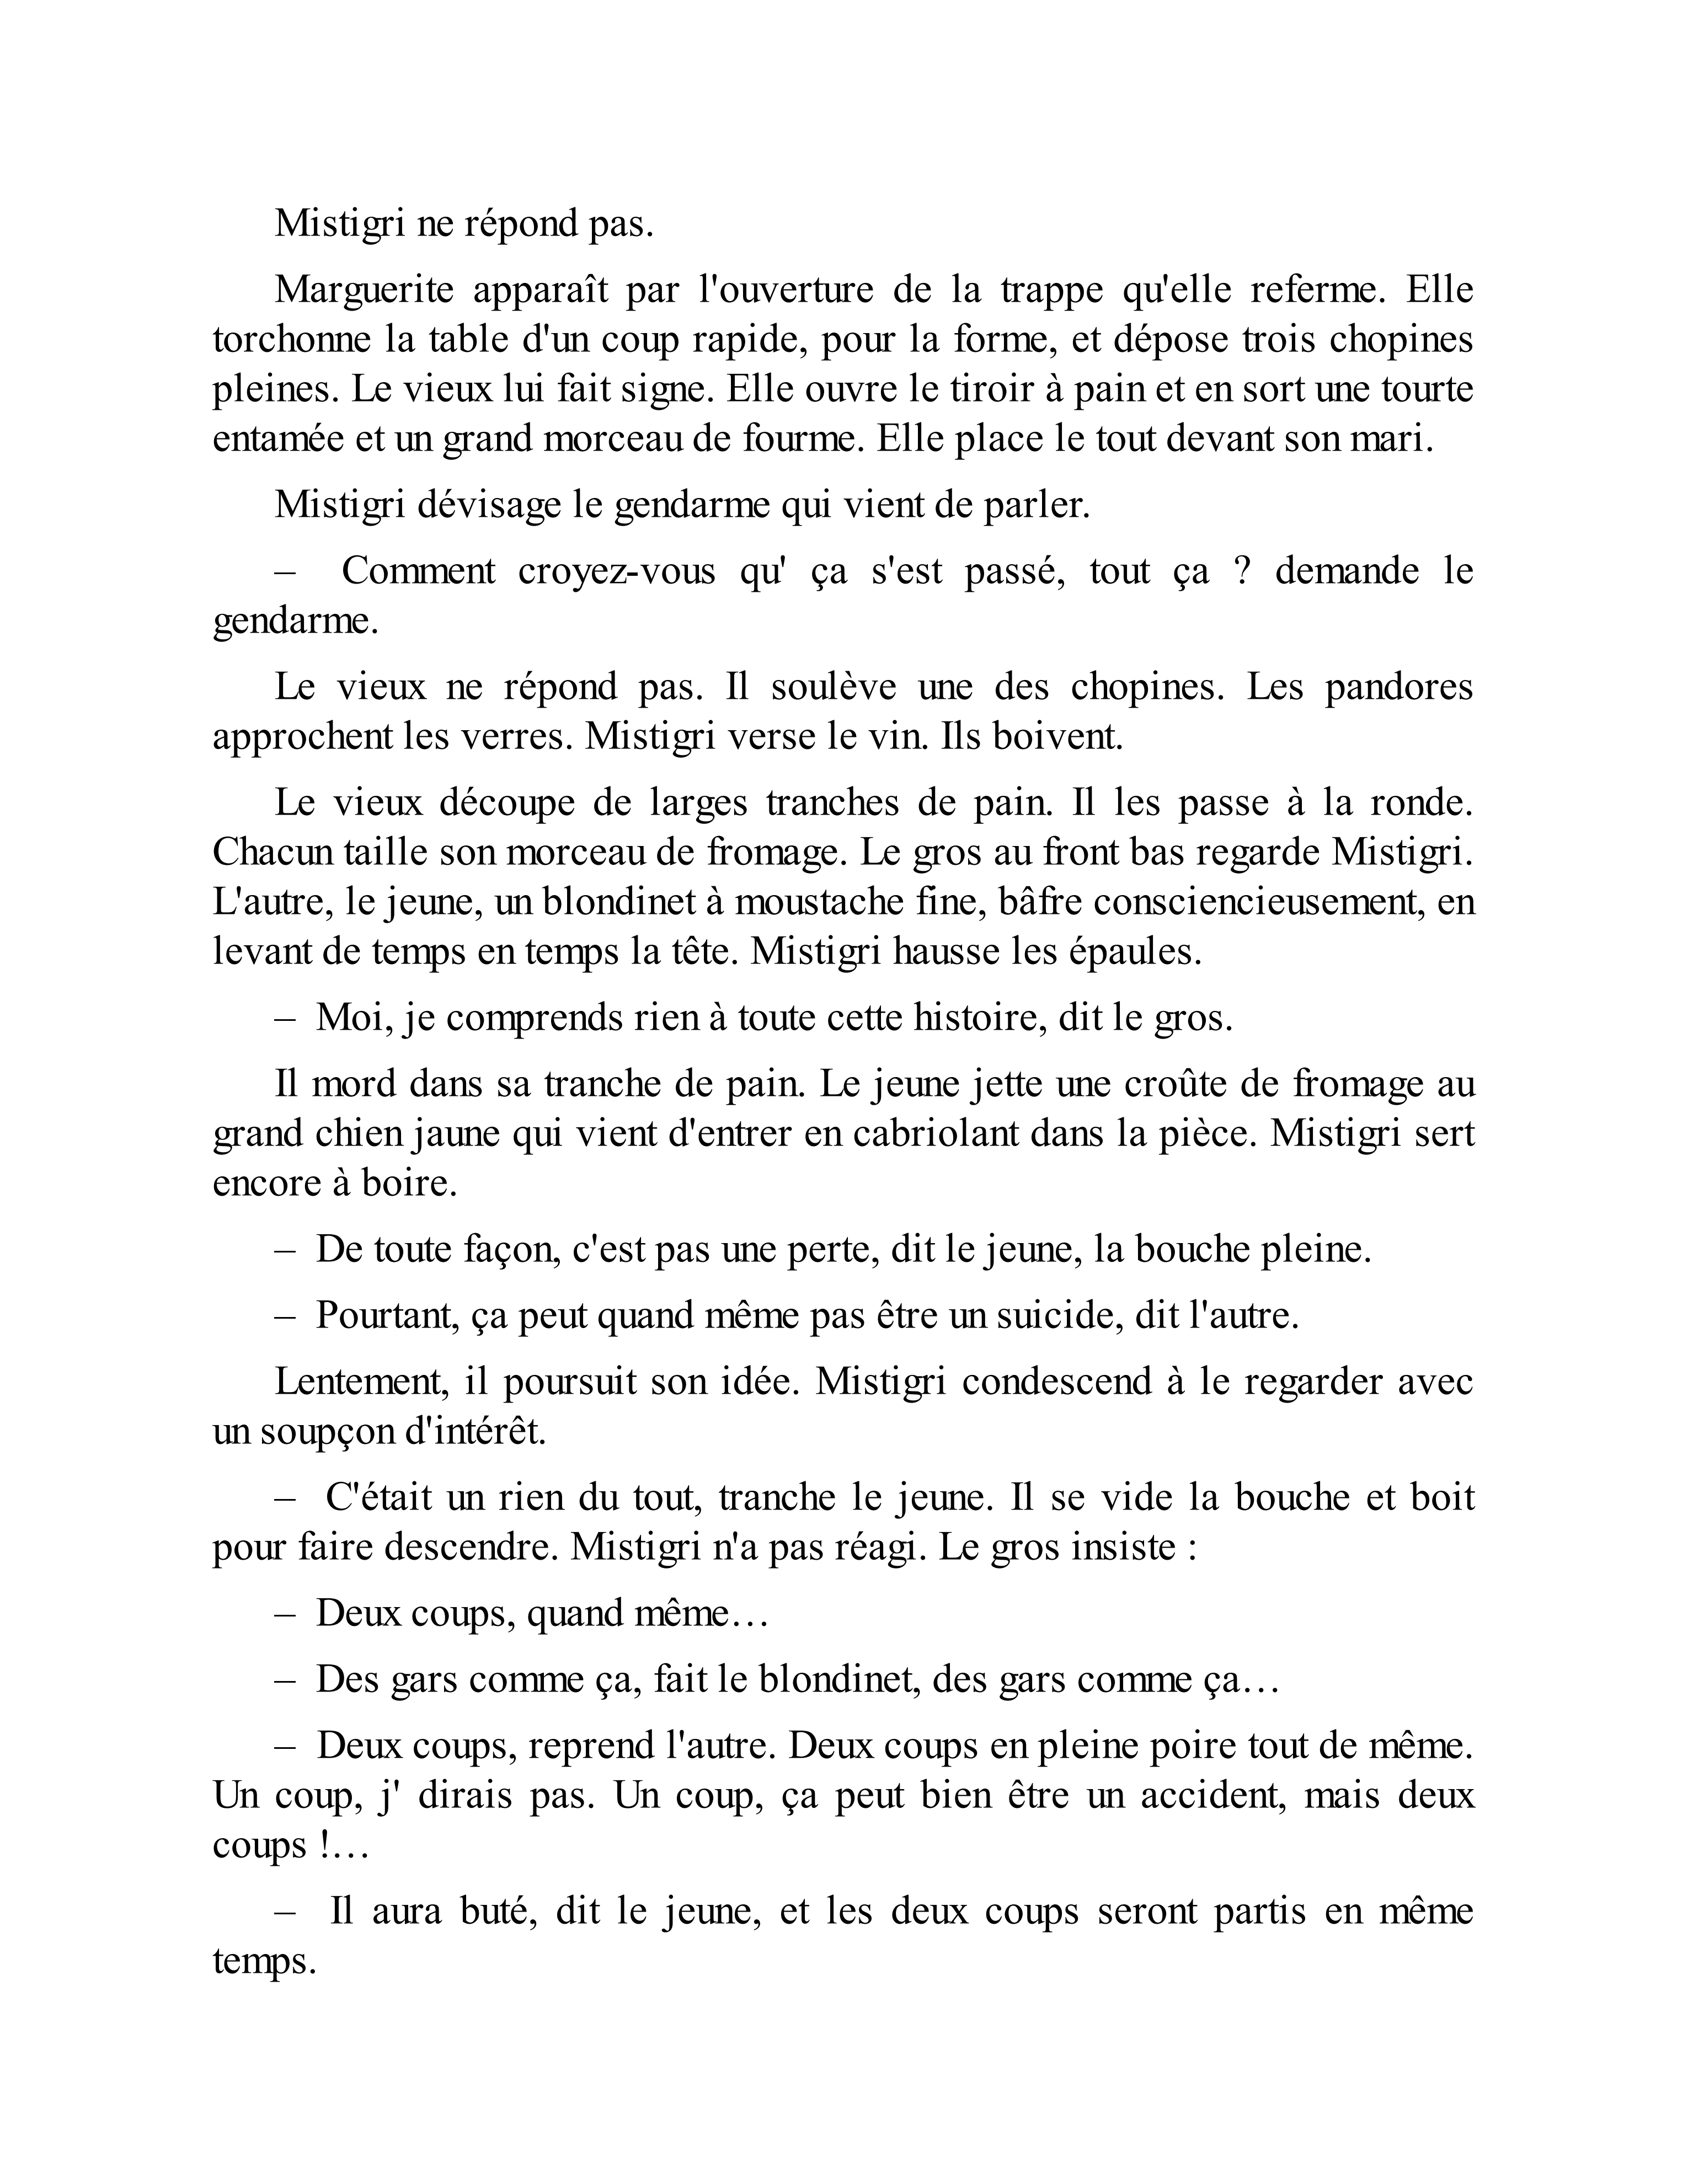 Mistigri ne répond pas.
Marguerite apparaît par l'ouverture de la trappe qu'elle referme. Elle
torchonne la table d'un coup rapide, pour la forme, et dépose trois chopines
pleines. Le vieux lui fait signe. Elle ouvre le tiroir à pain et en sort une tourte
entamée et un grand morceau de fourme. Elle place le tout devant son mari.
Mistigri dévisage le gendarme qui vient de parler.
– Comment croyez-vous qu' ça s'est passé, tout ça ? demande le
gendarme.
Le vieux ne répond pas. Il soulève une des chopines. Les pandores
approchent les verres. Mistigri verse le vin. Ils boivent.
Le vieux découpe de larges tranches de pain. Il les passe à la ronde.
Chacun taille son morceau de fromage. Le gros au front bas regarde Mistigri.
L'autre, le jeune, un blondinet à moustache fine, bâfre consciencieusement, en
levant de temps en temps la tête. Mistigri hausse les épaules.
– Moi, je comprends rien à toute cette histoire, dit le gros.
Il mord dans sa tranche de pain. Le jeune jette une croûte de fromage au
grand chien jaune qui vient d'entrer en cabriolant dans la pièce. Mistigri sert
encore à boire.
– De toute façon, c'est pas une perte, dit le jeune, la bouche pleine.
– Pourtant, ça peut quand même pas être un suicide, dit l'autre.
Lentement, il poursuit son idée. Mistigri condescend à le regarder avec
un soupçon d'intérêt.
– C'était un rien du tout, tranche le jeune. Il se vide la bouche et boit
pour faire descendre. Mistigri n'a pas réagi. Le gros insiste :
– Deux coups, quand même…
– Des gars comme ça, fait le blondinet, des gars comme ça…
– Deux coups, reprend l'autre. Deux coups en pleine poire tout de même.
Un coup, j' dirais pas. Un coup, ça peut bien être un accident, mais deux
coups !…
– Il aura buté, dit le jeune, et les deux coups seront partis en même
temps.